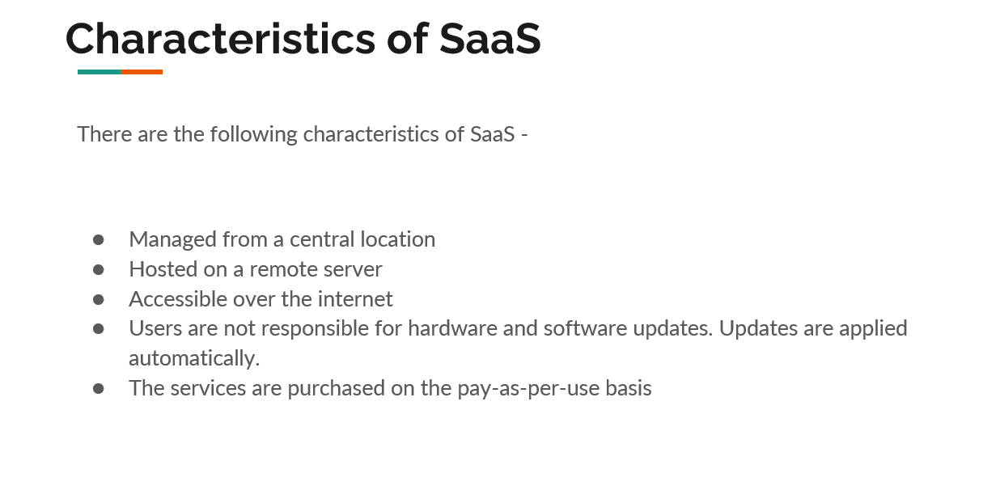 Characteristics of SaaS
There are the following characteristics of SaaS -
● Managed from a central location
● Hosted on a remote server
● Accessible over the internet
● Users are not responsible for hardware and software updates. Updates are applied
automatically.
● The services are purchased on the pay-as-per-use basis